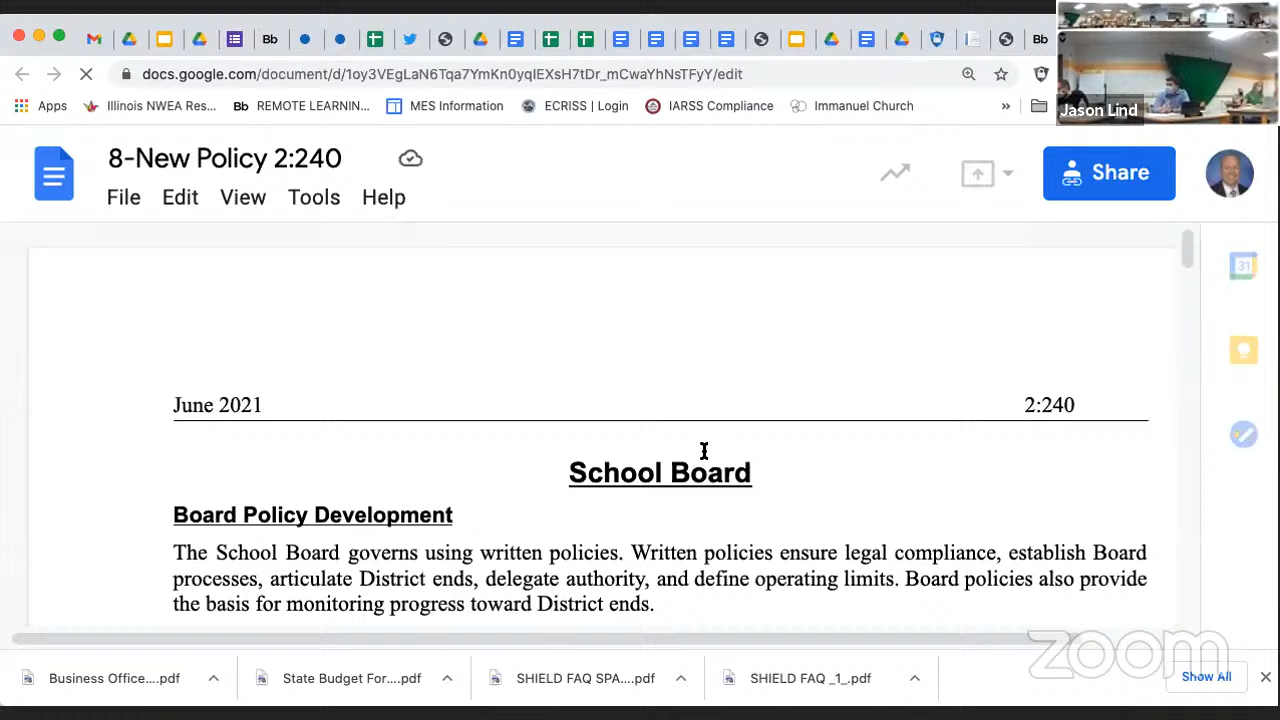 Bb
Bb
docs.google.com/document/d/1oy3VEgLaN6Tqa7YmKn0yqIEXsH7tDr_mCwaYhNsTFyY/edit
Apps
Illinois NWEA Res...
Bb REMOTE LEARNIN...
MES Information
ECRISS | Login
IARSS Compliance
Immanuel Church
»
Jason Lind
8-New Policy 2:240
File Edit View Tools Help
Share
31
June 2021 2:240
School Board
Board Policy Development
The School Board governs using written policies. Written policies ensure legal compliance, establish Board
processes, articulate District ends, delegate authority, and define operating limits. Board policies also provide
the basis for monitoring progress toward District ends.
zoom
Business Office....pdf
State Budget For....pdf
SHIELD FAQ SPA....pdf
SHIELD FAQ _1_.pdf
Show All